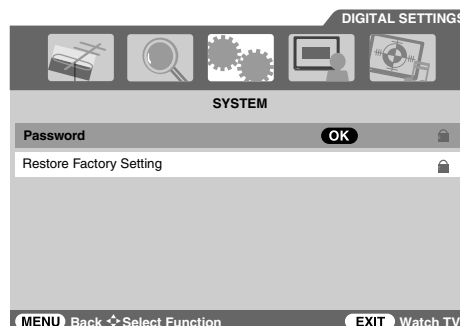 DIGITAL SETTINGS
SYSTEM
Password OK
Restore Factory Setting
MENU Back Select Function EXIT Watch TV